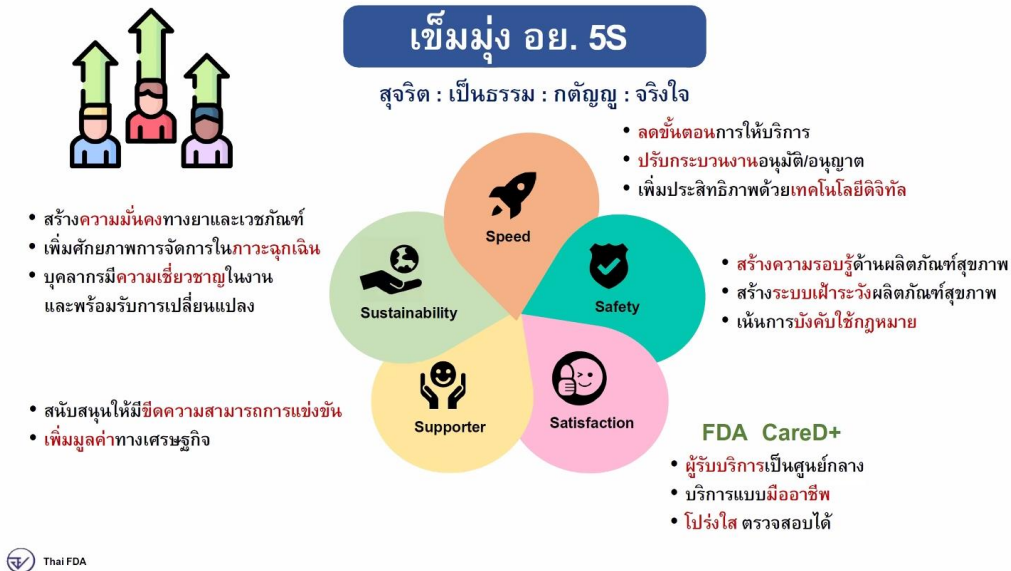 เข็มมุ่ง อย. 5S
สุจริต : เป็นธรรม : กตัญญู : จริงใจ
Speed
• ลดขั้นตอนการให้บริการ
• ปรับกระบวนงานอนุมัติ/อนุญาต
• เพิ่มประสิทธิภาพด้วยเทคโนโลยีดิจิทัล
Safety
• สร้างความรอบรู้ด้านผลิตภัณฑ์สุขภาพ
• สร้างระบบเฝ้าระวังผลิตภัณฑ์สุขภาพ
• เน้นการบังคับใช้กฎหมาย
Satisfaction
FDA CareD+
• ผู้รับบริการเป็นศูนย์กลาง
• บริการแบบมืออาชีพ
• โปร่งใส ตรวจสอบได้
Supporter
• สนับสนุนให้มีขีดความสามารถการแข่งขัน
• เพิ่มมูลค่าทางเศรษฐกิจ
Sustainability
• สร้างความมั่นคงทางยาและเวชภัณฑ์
• เพิ่มศักยภาพการจัดการในภาวะฉุกเฉิน
• บุคลากรมีความเชี่ยวชาญในงาน
และพร้อมรับการเปลี่ยนแปลง
Thai FDA